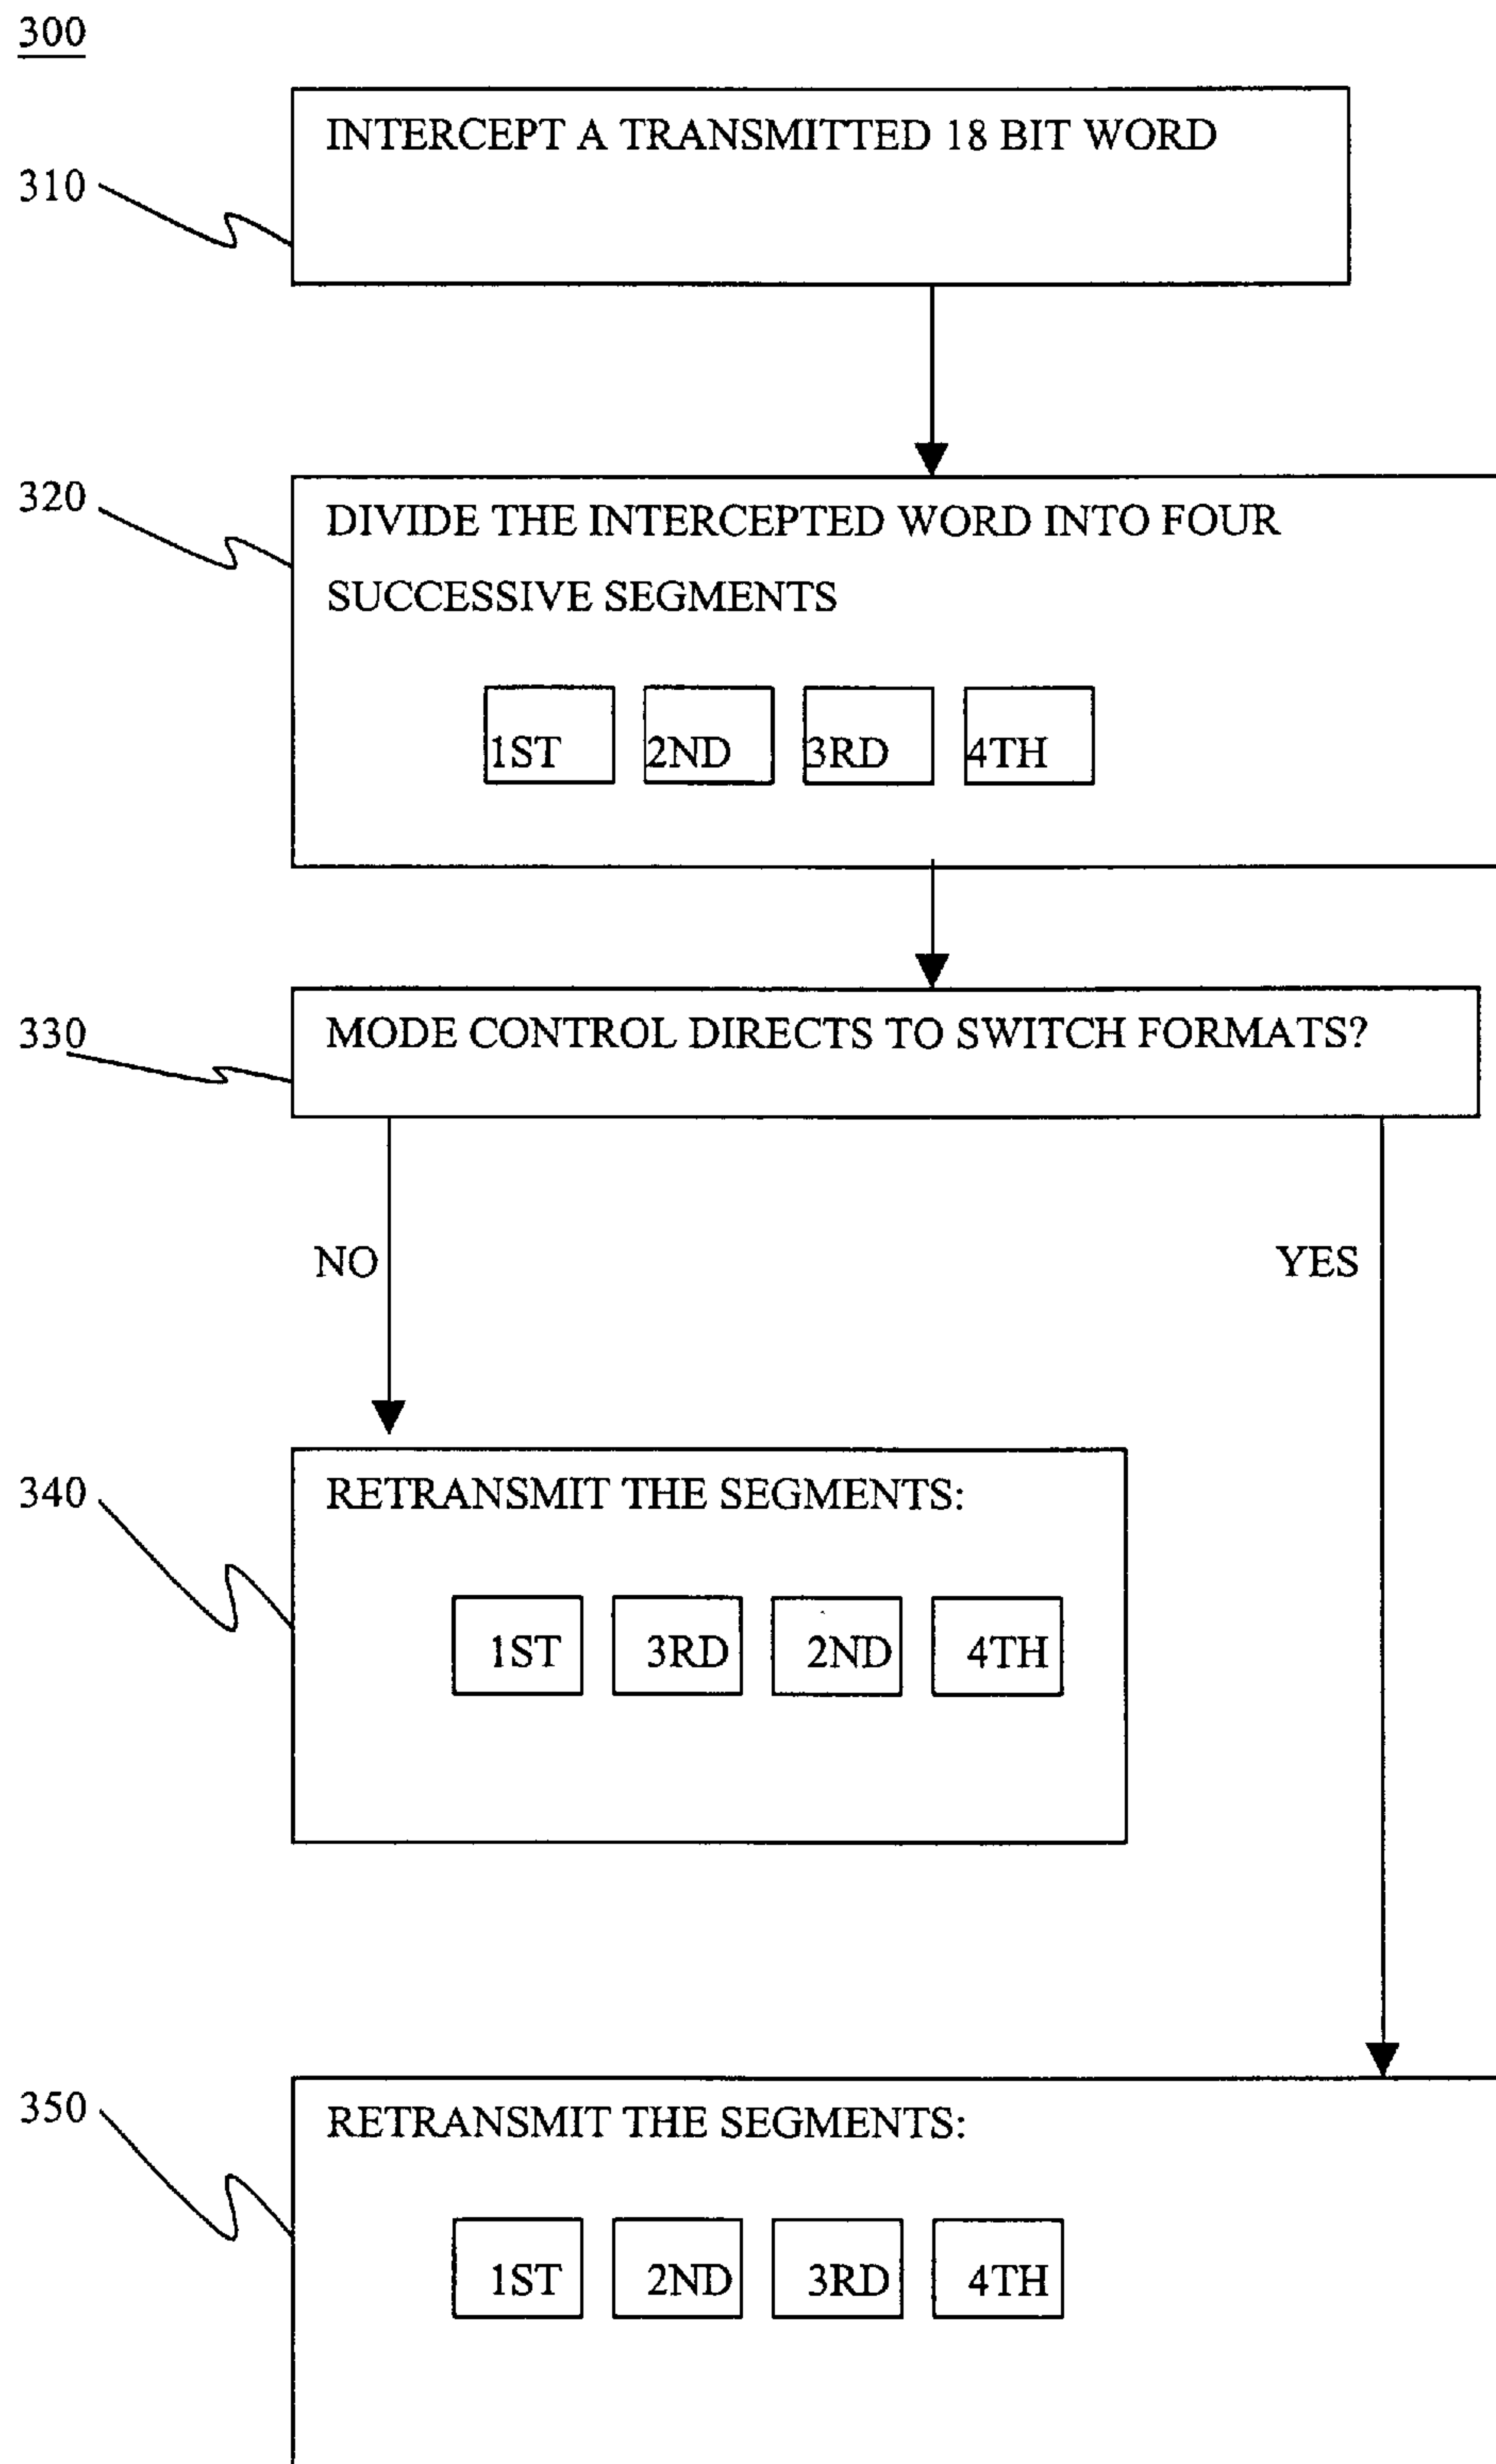 300
INTERCEPT A TRANSMITTED 18 BIT WORD
310
320
DIVIDE THE INTERCEPTED WORD INTO FOUR
SUCCESSIVE SEGMENTS
1ST 2ND 3RD 4TH
330
MODE CONTROL DIRECTS TO SWITCH FORMATS?
NO YES
340
RETRANSMIT THE SEGMENTS:
1ST 3RD 2ND 4TH
350
RETRANSMIT THE SEGMENTS:
1ST 2ND 3RD 4TH